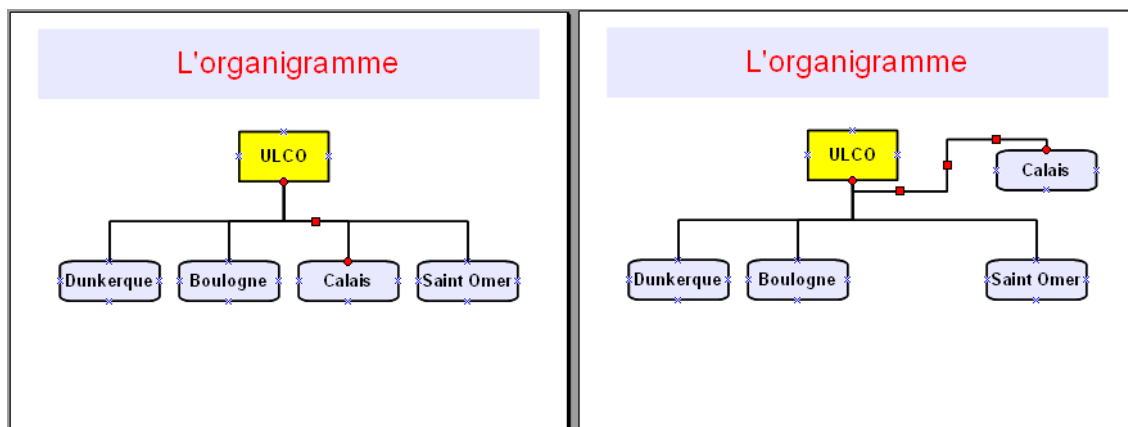 L'organigramme
ULCO
Dunkerque Boulogne Calais Saint Omer
L'organigramme
ULCO
Calais
Dunkerque Boulogne Saint Omer